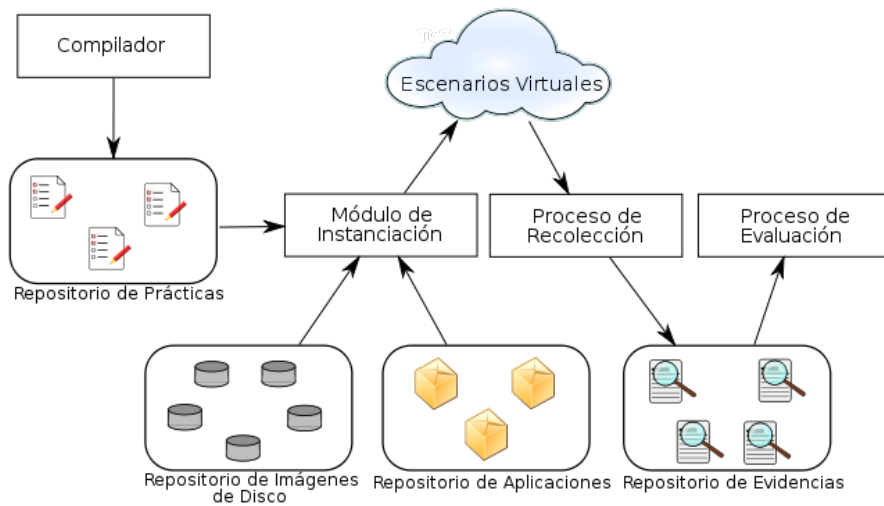 Compilador
TGZ
Escenarios Virtuales
Módulo de
Instanciación
Proceso de
Recolección
Proceso de
Evaluación
Repositorio de Prácticas
Repositorio de Imágenes
de Disco
Repositorio de Aplicaciones
Repositorio de Evidencias